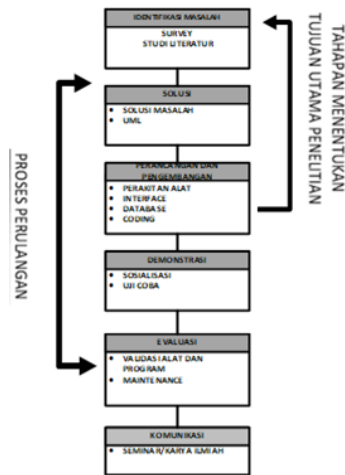 IDENTIFIKASI MASALAH
SURVEY
STUDI LITERATUR
SOLUSI
• SOLUSI MASALAH
• UML
PERANCANGAN DAN
PENGEMBANGAN
• PERAKITAN ALAT
• INTERFACE
• DATABASE
• CODING
DEMONSTRASI
• SOSIALISASI
• UJI COBA
EVALUASI
• VALIDASI ALAT DAN
PROGRAM
• MAINTENANCE
KOMUNIKASI
• SEMINAR/KARYA ILMIAH
PROSES PERULANGAN
TAHAPAN MENENTUKAN
TUJUAN UTAMA PENELITIAN